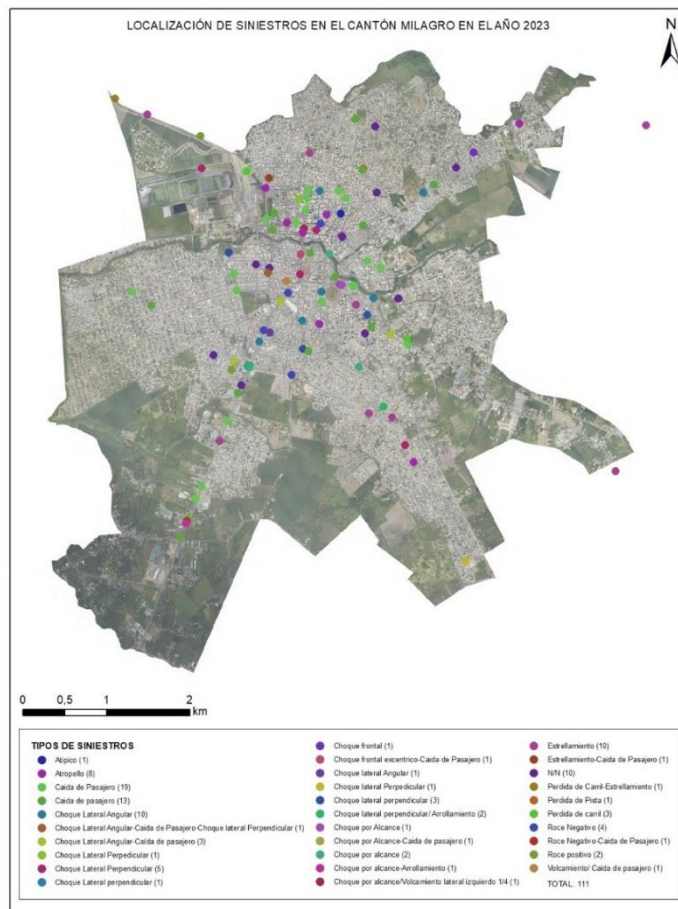 LOCALIZACIÓN DE SINIESTROS EN EL CANTÓN MILAGRO EN EL AÑO 2023
N
0 0,5 1 2
km
TIPOS DE SINIESTROS
Atipico (1)
Atropello (8)
Caida de Pasajero (19)
Caida de pasajero (13)
Choque Lateral Angular (10)
Choque Lateral Angular-Caida de Pasajero-Choque lateral Perpendicular (1)
Choque Lateral Angular-Caida de pasajero (3)
Choque Lateral Perpedicular (1)
Choque Lateral Perpendicular (5)
Choque Lateral perpendicular (1)
Choque frontal (1)
Choque frontal excentrico-Caida de Pasajero (1)
Choque lateral Angular (1)
Choque lateral Perpedicular (1)
Choque lateral perpendicular (3)
Choque lateral perpendicular/ Arrollamiento (2)
Choque por Alcance (1)
Choque por Alcance-Caida de pasajero (1)
Choque por alcance (2)
Choque por alcance-Arrollamiento (1)
Choque por alcance/Volcamiento lateral izquierdo 1/4 (1)
Estrellamiento (10)
Estrellamiento-Caida de Pasajero (1)
N/N (10)
Perdida de Carril-Estrellamiento (1)
Perdida de Pista (1)
Perdida de carril (3)
Roce Negativo (4)
Roce Negativo-Caida de Pasajero (1)
Roce positivo (2)
Volcamiento/ Caida de pasajero (1)
TOTAL: 111